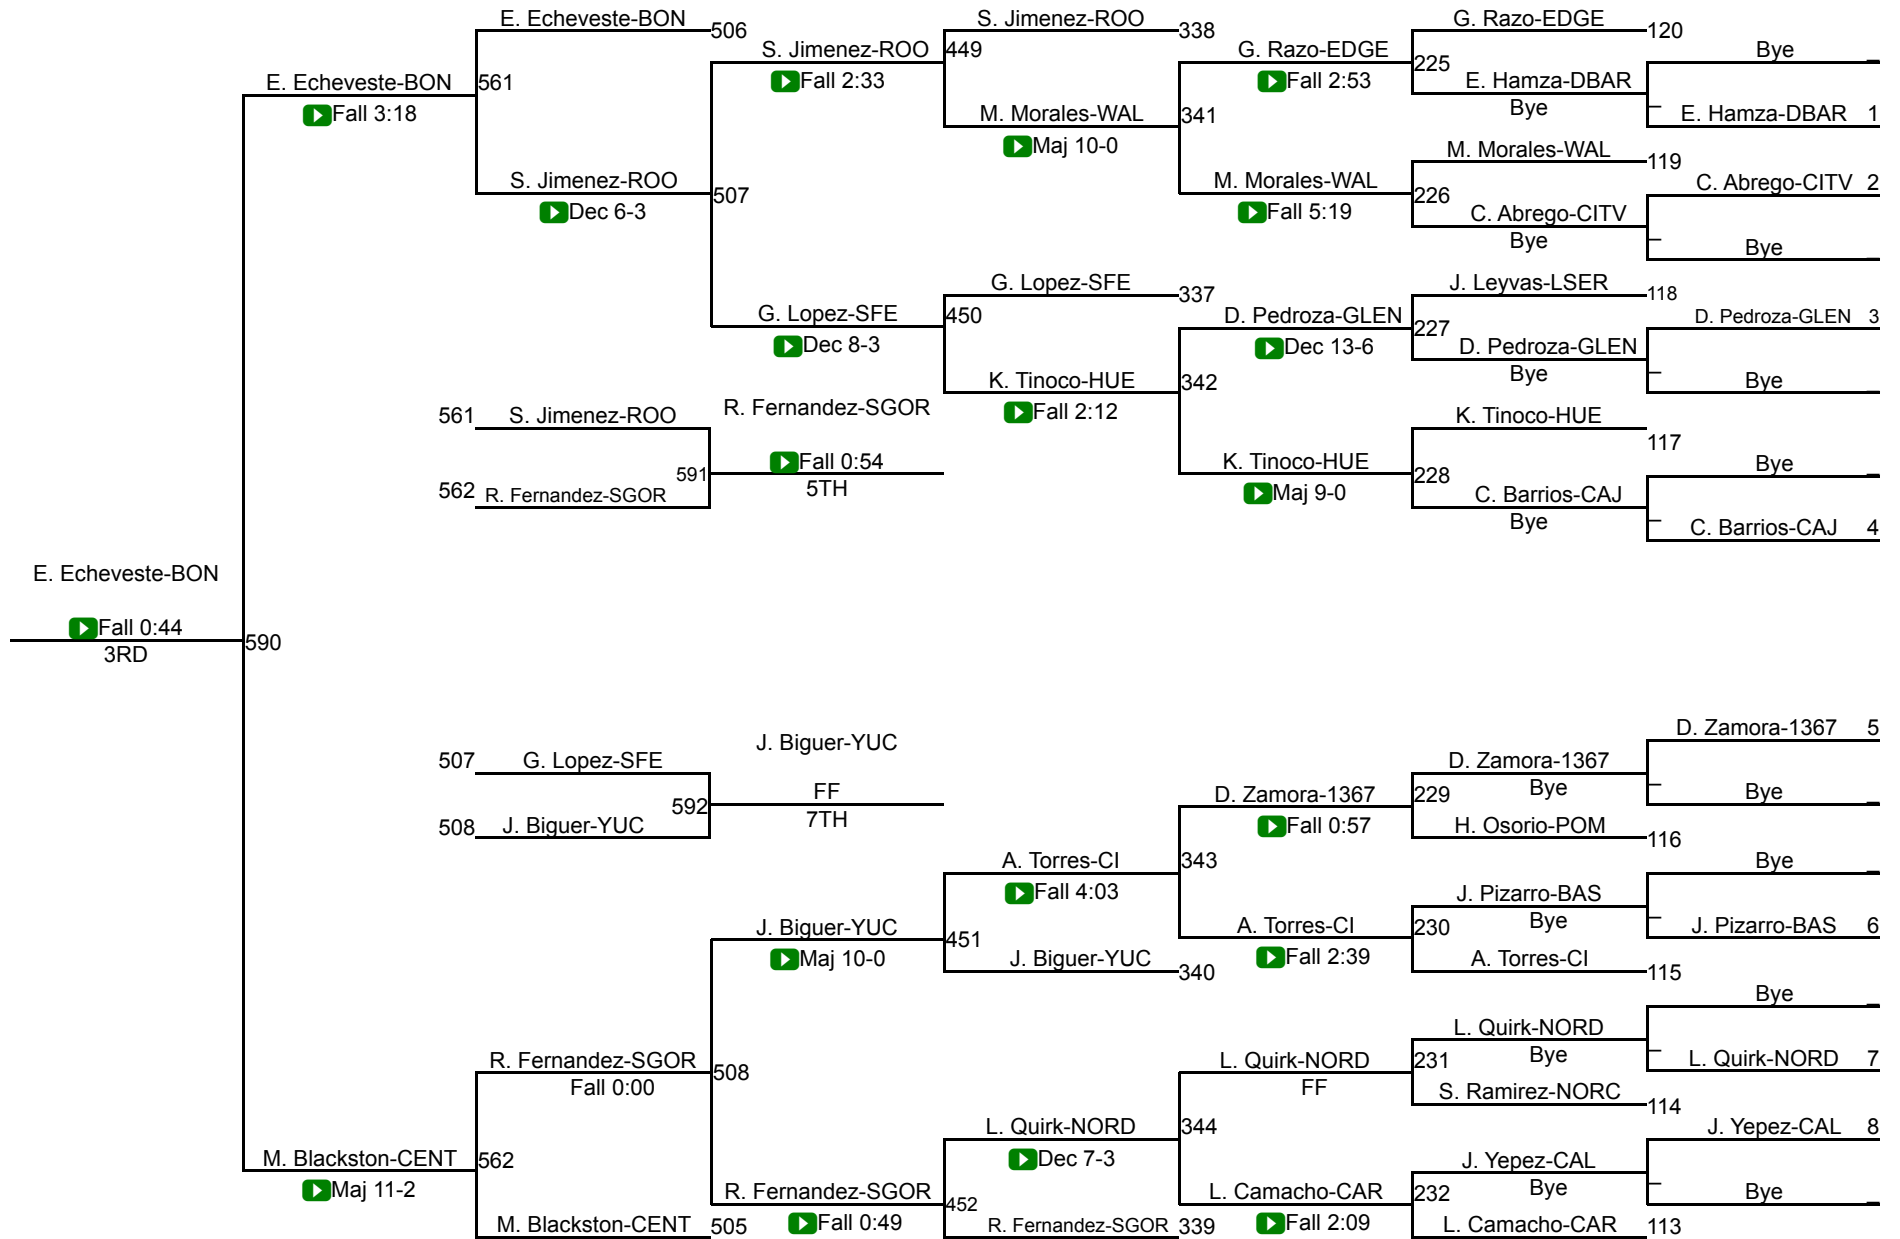 E. Echeveste-BON
506
S. Jimenez-ROO
338
G. Razo-EDGE
120
S. Jimenez-ROO
449
G. Razo-EDGE
Bye
E. Echeveste-BON
561
Fall 2:33
Fall 2:53
225
E. Hamza-DBAR
Bye
Fall 3:18
M. Morales-WAL
341
E. Hamza-DBAR 1
Maj 10-0
M. Morales-WAL
119
S. Jimenez-ROO
507
M. Morales-WAL
226
C. Abrego-CITV 2
Dec 6-3
Fall 5:19
C. Abrego-CITV
Bye
Bye
G. Lopez-SFE
337
J. Leyvas-LSER
118
G. Lopez-SFE
450
D. Pedroza-GLEN
227
D. Pedroza-GLEN 3
Dec 8-3
Dec 13-6
D. Pedroza-GLEN
Bye
K. Tinoco-HUE
342
Bye
561
S. Jimenez-ROO
R. Fernandez-SGOR
Fall 2:12
K. Tinoco-HUE
117
591
Fall 0:54
K. Tinoco-HUE
228
Bye
562
R. Fernandez-SGOR
5TH
Maj 9-0
C. Barrios-CAJ
Bye
C. Barrios-CAJ 4
E. Echeveste-BON
Fall 0:44
590
3RD
507
G. Lopez-SFE
J. Biguer-YUC
D. Zamora-1367
D. Zamora-1367 5
Bye
592
FF
D. Zamora-1367
229
Bye
508
J. Biguer-YUC
7TH
Fall 0:57
H. Osorio-POM
116
A. Torres-CI
343
Bye
Fall 4:03
J. Pizarro-BAS
Bye
J. Biguer-YUC
451
A. Torres-CI
230
J. Pizarro-BAS 6
Maj 10-0
J. Biguer-YUC
340
Fall 2:39
A. Torres-CI
115
Bye
L. Quirk-NORD
Bye
R. Fernandez-SGOR
508
L. Quirk-NORD
231
L. Quirk-NORD 7
Fall 0:00
FF
S. Ramirez-NORC
114
L. Quirk-NORD
344
J. Yepez-CAL 8
M. Blackston-CENT
562
Dec 7-3
J. Yepez-CAL
Bye
Maj 11-2
R. Fernandez-SGOR
452
L. Camacho-CAR
232
Bye
M. Blackston-CENT
505
Fall 0:49
R. Fernandez-SGOR
339
Fall 2:09
L. Camacho-CAR
113